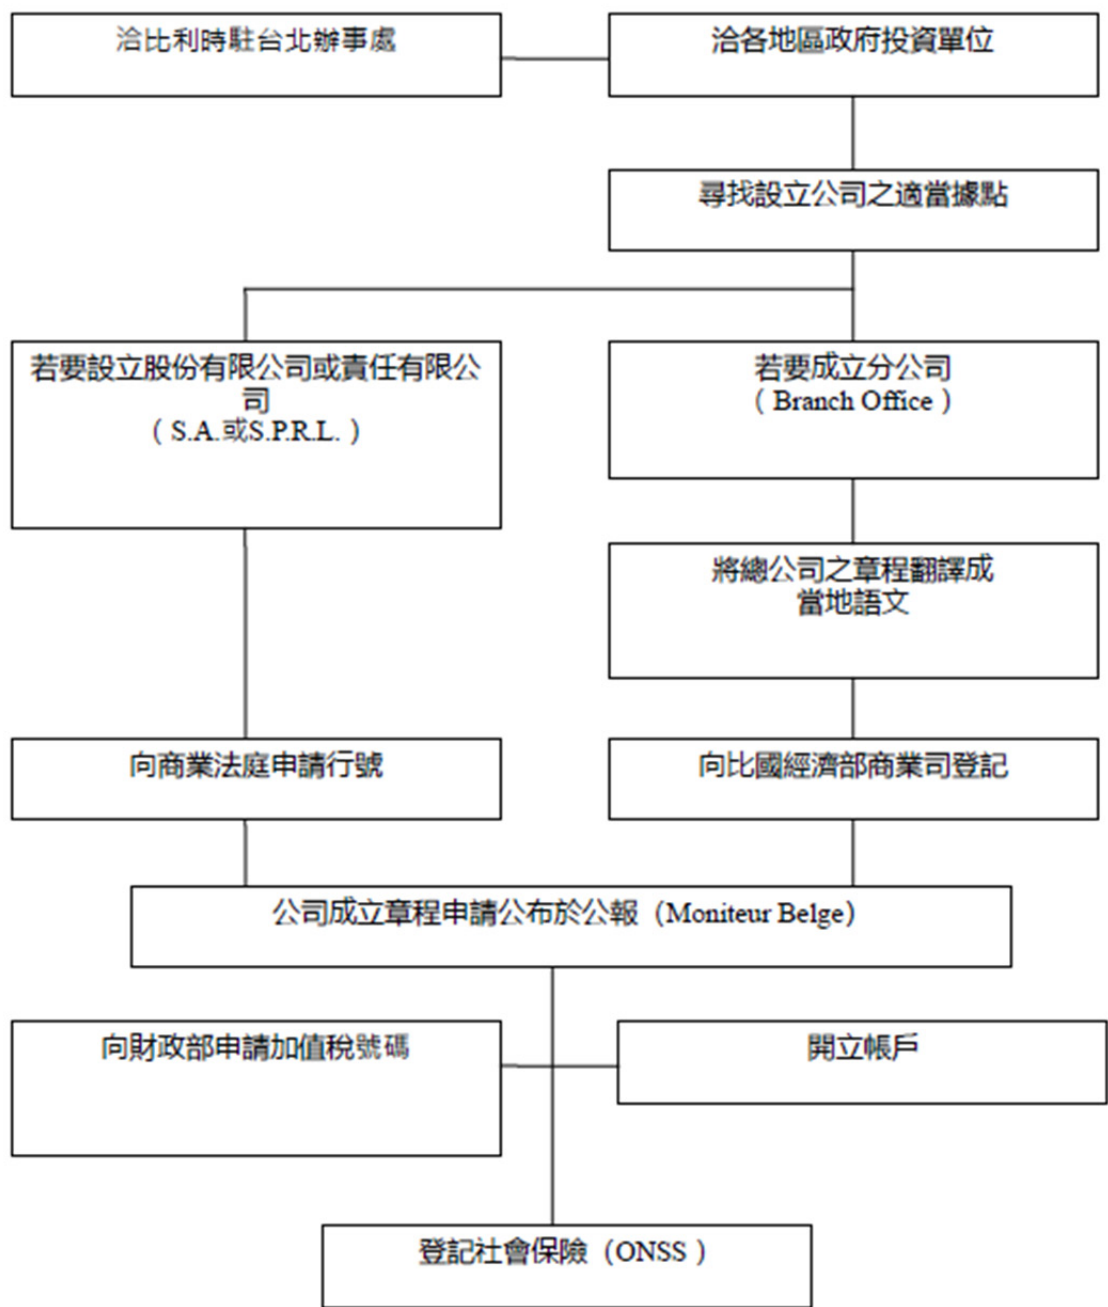 洽比利時駐台北辦事處
洽各地區政府投資單位
尋找設立公司之適當據點
若要設立股份有限公司或責任有限公
司
（ S.A.或S.P.R.L. ）
若要成立分公司
（ Branch Office ）
將總公司之章程翻譯成
當地語文
向商業法庭申請行號
向比國經濟部商業司登記
公司成立章程申請公布於公報（Moniteur Belge）
向財政部申請加值稅號碼
開立帳戶
登記社會保險（ONSS ）